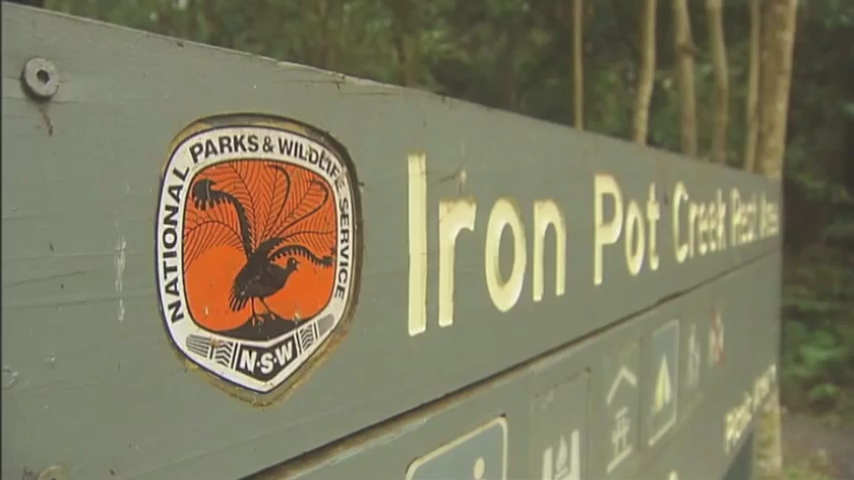 NATIONAL PARKS & WILDLIFE SERVICE
N·S·W
Iron Pot Creek Rest Area